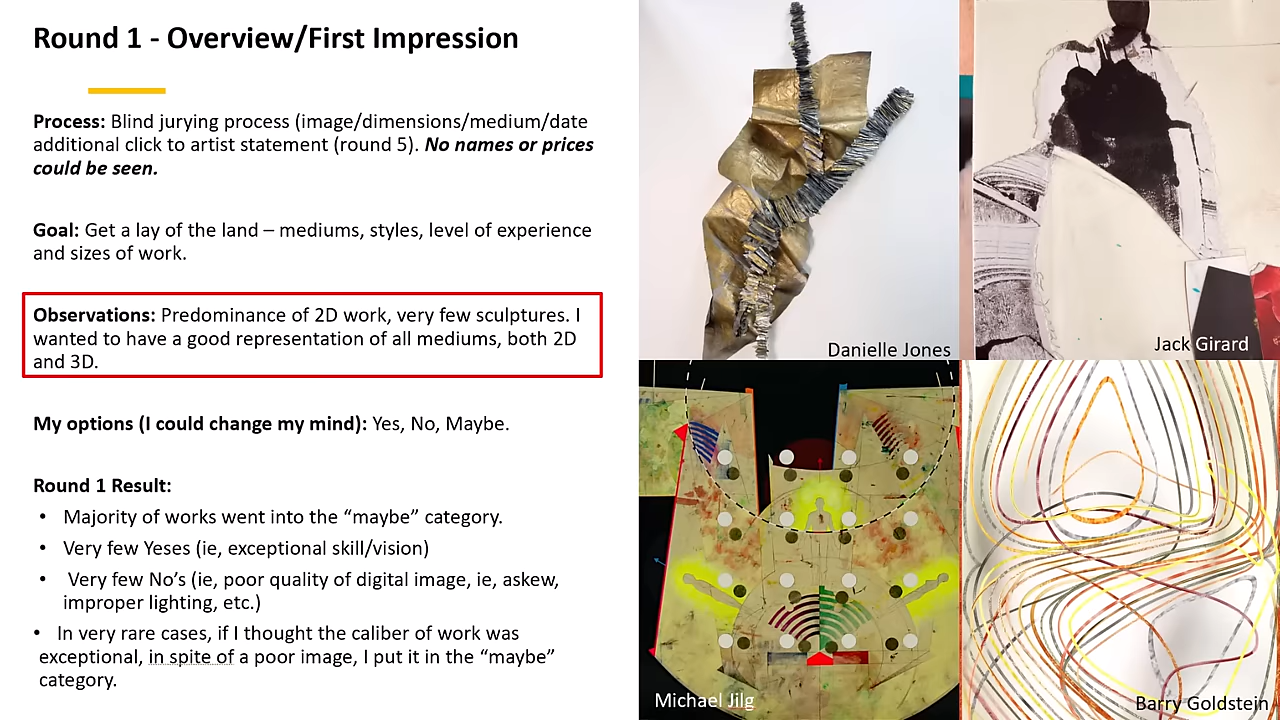 Round 1 - Overview/First Impression
Process: Blind jurying process (image/dimensions/medium/date
additional click to artist statement (round 5). No names or prices
could be seen.
Goal: Get a lay of the land – mediums, styles, level of experience
and sizes of work.
Observations: Predominance of 2D work, very few sculptures. I
wanted to have a good representation of all mediums, both 2D
and 3D.
My options (I could change my mind): Yes, No, Maybe.
Round 1 Result:
• Majority of works went into the “maybe” category.
• Very few Yeses (ie, exceptional skill/vision)
• Very few No’s (ie, poor quality of digital image, ie, askew,
improper lighting, etc.)
• In very rare cases, if I thought the caliber of work was
exceptional, in spite of a poor image, I put it in the “maybe”
category.
Danielle Jones
Jack Girard
Michael Jilg
Barry Goldstein